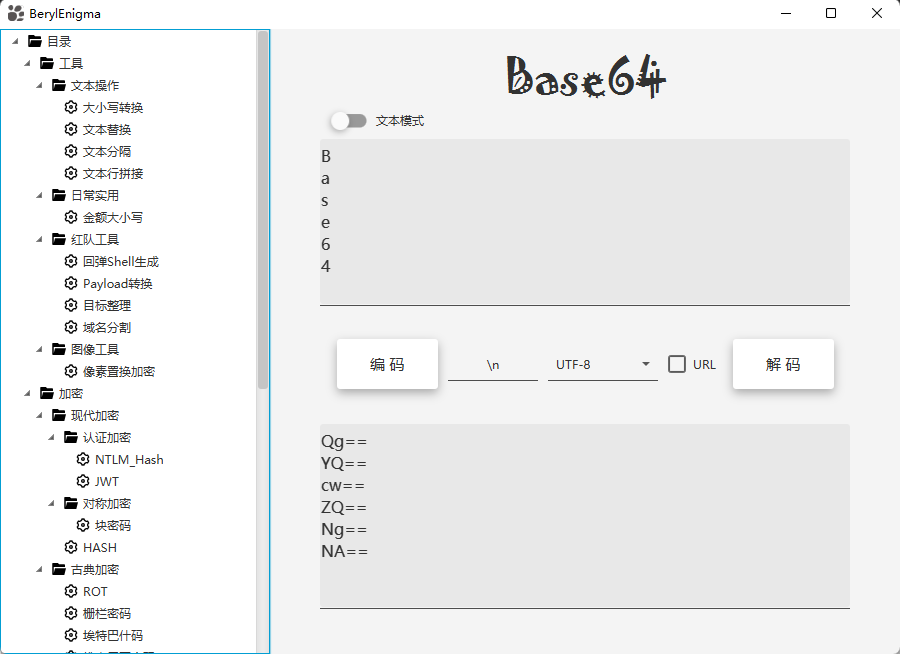 BerylEnigma
目录
工具
文本操作
大小写转换
文本替换
文本分隔
文本行拼接
日常实用
金额大小写
红队工具
回弹Shell生成
Payload转换
目标整理
域名分割
图像工具
像素置换加密
加密
现代加密
认证加密
NTLM_Hash
JWT
对称加密
块密码
HASH
古典加密
ROT
栅栏密码
埃特巴什码
Base64
文本模式
B
a
s
e
6
4
编 码 \n UTF-8 URL 解 码
Qg==
YQ==
cw==
ZQ==
Ng==
NA==